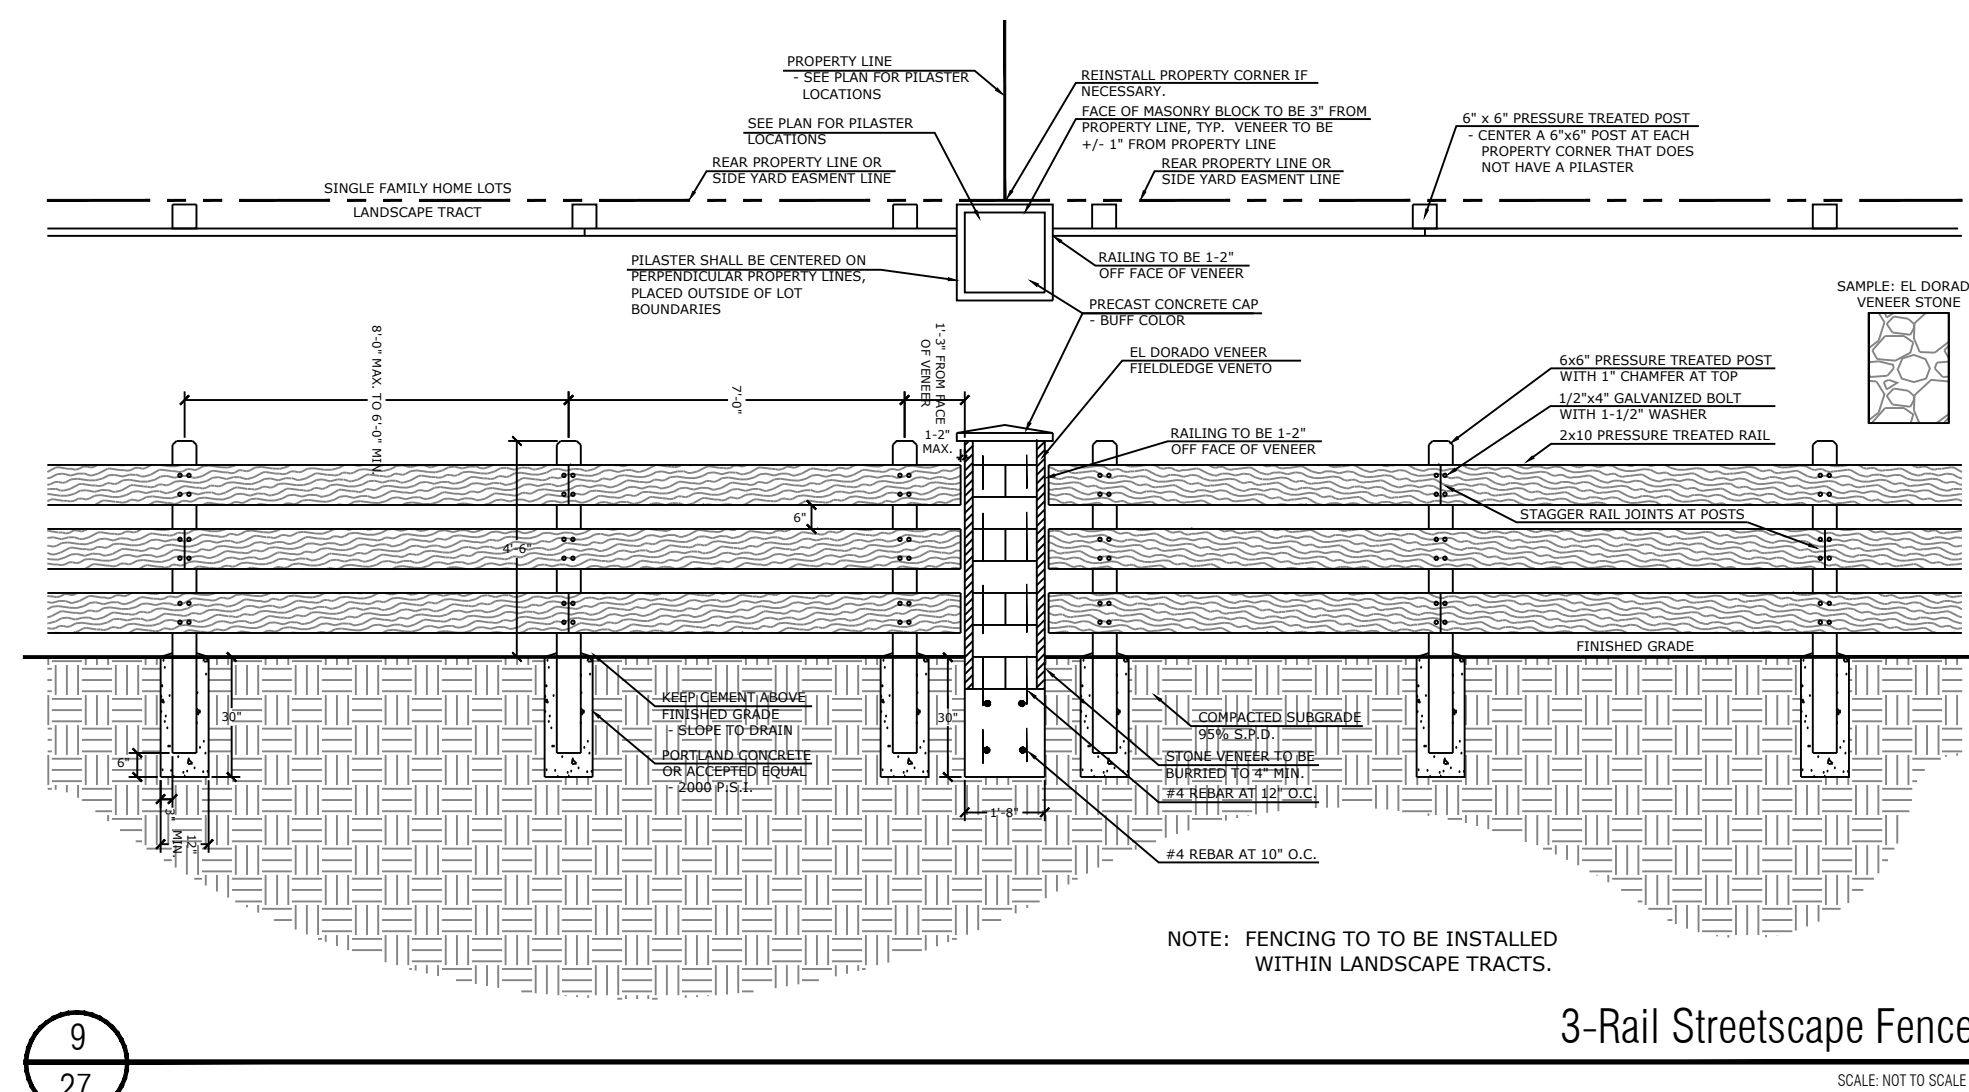 PROPERTY LINE
- SEE PLAN FOR PILASTER
LOCATIONS
SEE PLAN FOR PILASTER
LOCATIONS
REAR PROPERTY LINE OR
SIDE YARD EASMENT LINE
SINGLE FAMILY HOME LOTS
LANDSCAPE TRACT
REINSTALL PROPERTY CORNER IF
NECESSARY.
FACE OF MASONRY BLOCK TO BE 3" FROM
PROPERTY LINE, TYP. VENEER TO BE
+/- 1" FROM PROPERTY LINE
REAR PROPERTY LINE OR
SIDE YARD EASMENT LINE
6" x 6" PRESSURE TREATED POST
- CENTER A 6"x6" POST AT EACH
PROPERTY CORNER THAT DOES
NOT HAVE A PILASTER
PILASTER SHALL BE CENTERED ON
PERPENDICULAR PROPERTY LINES,
PLACED OUTSIDE OF LOT
BOUNDARIES
RAILING TO BE 1-2"
OFF FACE OF VENEER
PRECAST CONCRETE CAP
- BUFF COLOR
EL DORADO VENEER
FIELDLEDGE VENETO
SAMPLE: EL DORAD
VENEER STONE
8'-0" MAX. TO 6'-0" MIN.
7'-0"
1'-3" FROM FACE
OF VENEER
1-2"
MAX.
RAILING TO BE 1-2"
OFF FACE OF VENEER
6x6" PRESSURE TREATED POST
WITH 1" CHAMFER AT TOP
1/2"x4" GALVANIZED BOLT
WITH 1-1/2" WASHER
2x10 PRESSURE TREATED RAIL
STAGGER RAIL JOINTS AT POSTS
6"
4'-6"
FINISHED GRADE
KEEP CEMENT ABOVE
FINISHED GRADE
- SLOPE TO DRAIN
PORTLAND CONCRETE
OR ACCEPTED EQUAL
- 2000 P.S.I.
30"
6"
3"
MIN.
12"
30"
1'-8"
COMPACTED SUBGRADE
95% S.P.D.
STONE VENEER TO BE
BURRIED TO 4" MIN.
#4 REBAR AT 12" O.C.
#4 REBAR AT 10" O.C.
NOTE: FENCING TO TO BE INSTALLED
WITHIN LANDSCAPE TRACTS.
9
27
3-Rail Streetscape Fence
SCALE: NOT TO SCALE